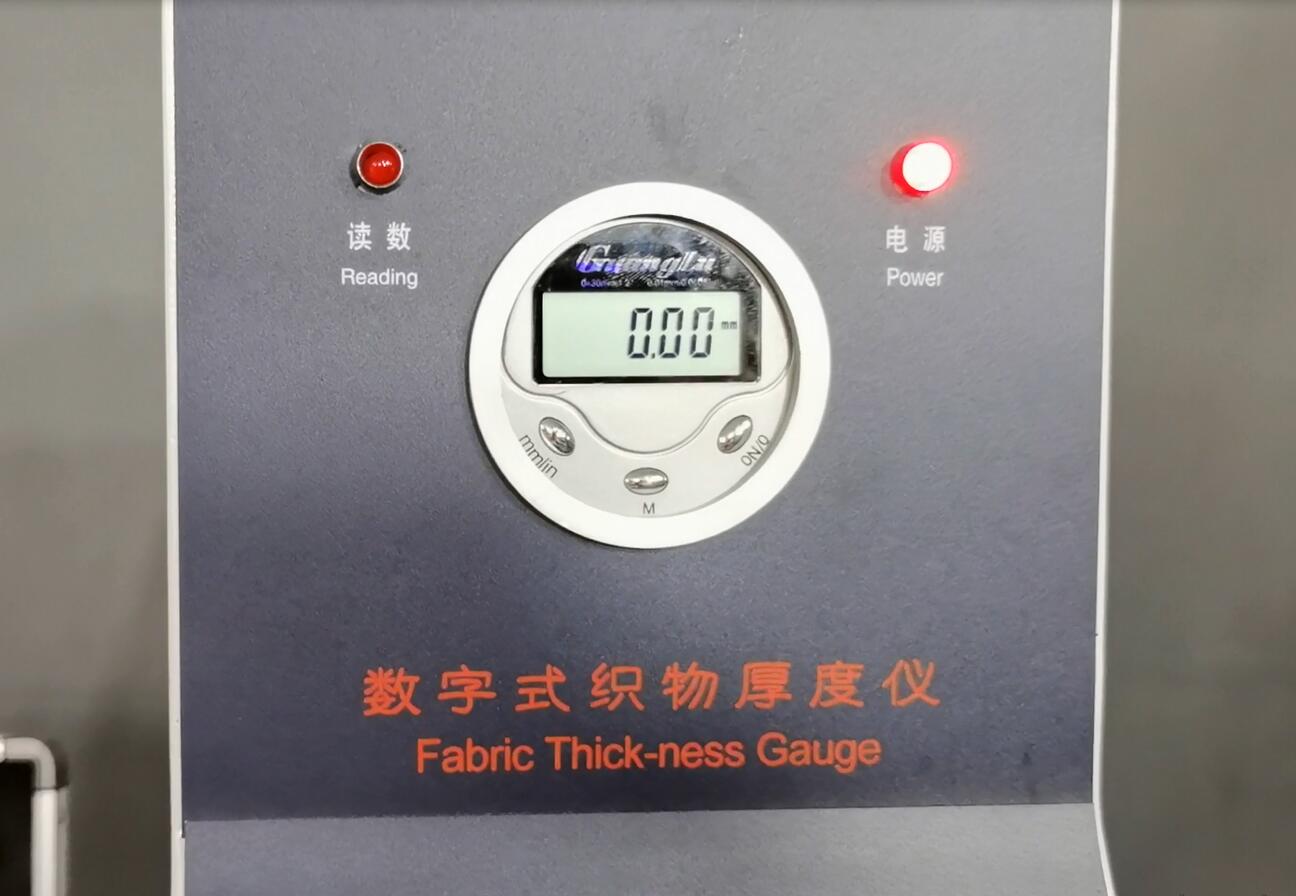 读数
Reading
电源
Power
GuangLu
0.00 mm
mm/in
M
ON/0
数字式织物厚度仪
Fabric Thick-ness Gauge